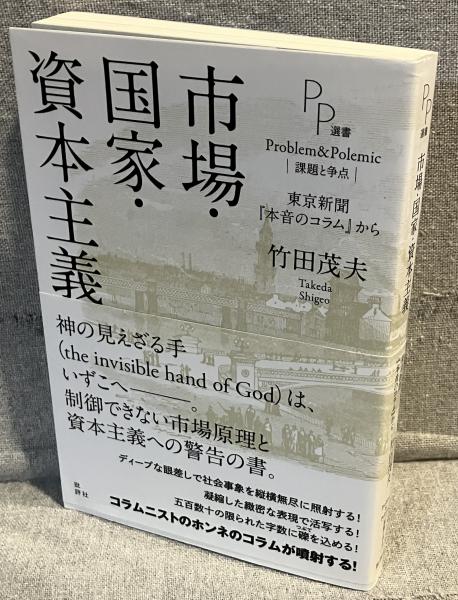 市場・
国家・
資本主義
PP選書
Problem&Polemic
|課題と争点|
東京新聞
『本音のコラム』から
竹田茂夫
Takeda
Shigeo
神の見えざる手
(the invisible hand of God)は、
いずこへ———。
制御できない市場原理と
資本主義への警告の書。
ディープな眼差しで社会事象を縦横無尽に照射する!
凝縮した緻密な表現で活写する!
五百数十の限られた字数に礫を込める!
つぶて
コラムニストのホンネのコラムが噴射する!
批評社
PP選書
市場・国家・資本主義